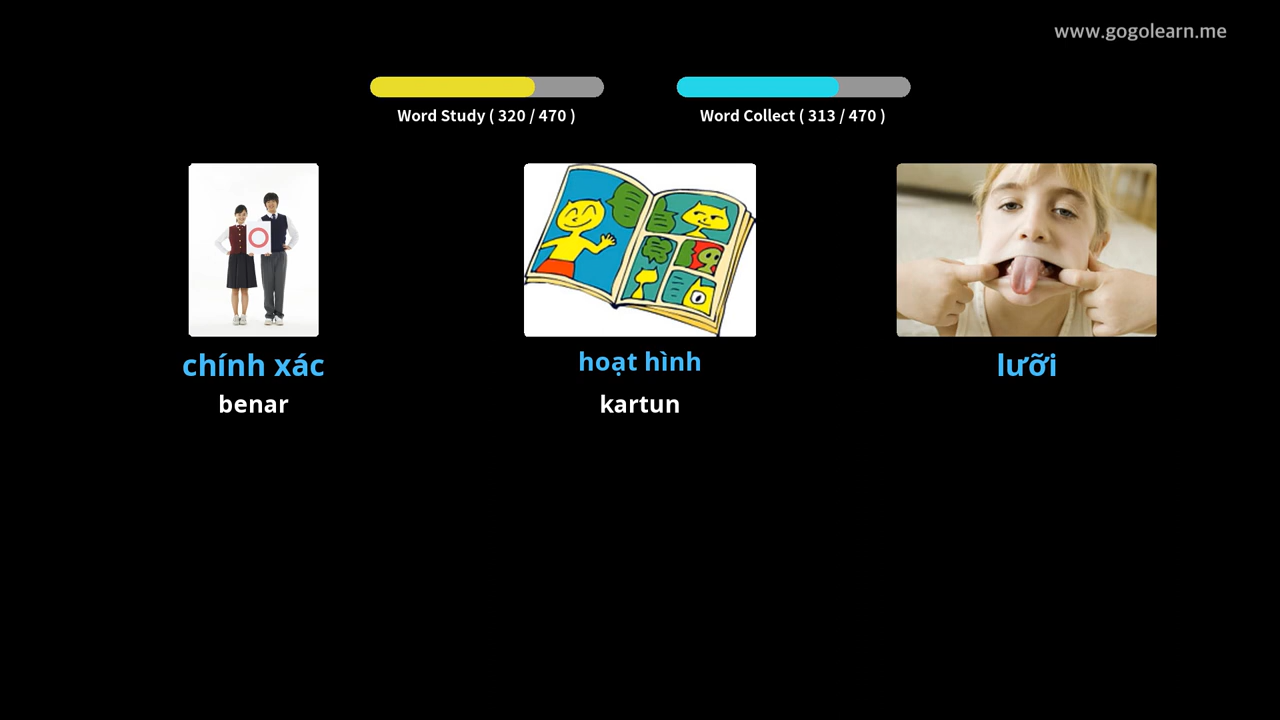 www.gogolearn.me
Word Study ( 320 / 470 )
Word Collect ( 313 / 470 )
chính xác
benar
hoạt hình
kartun
lưỡi